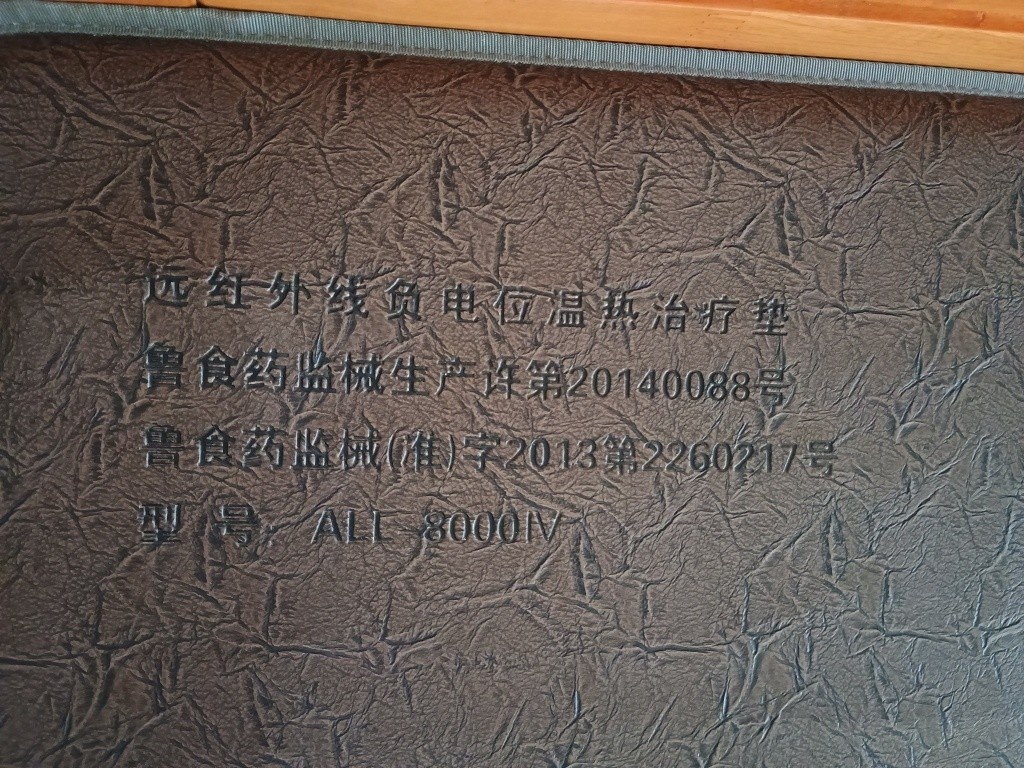 远红外线负电位温热治疗垫
鲁食药监械生产许第20140088号
鲁食药监械(准)字2013第2260217号
型号: ALL-8000IV